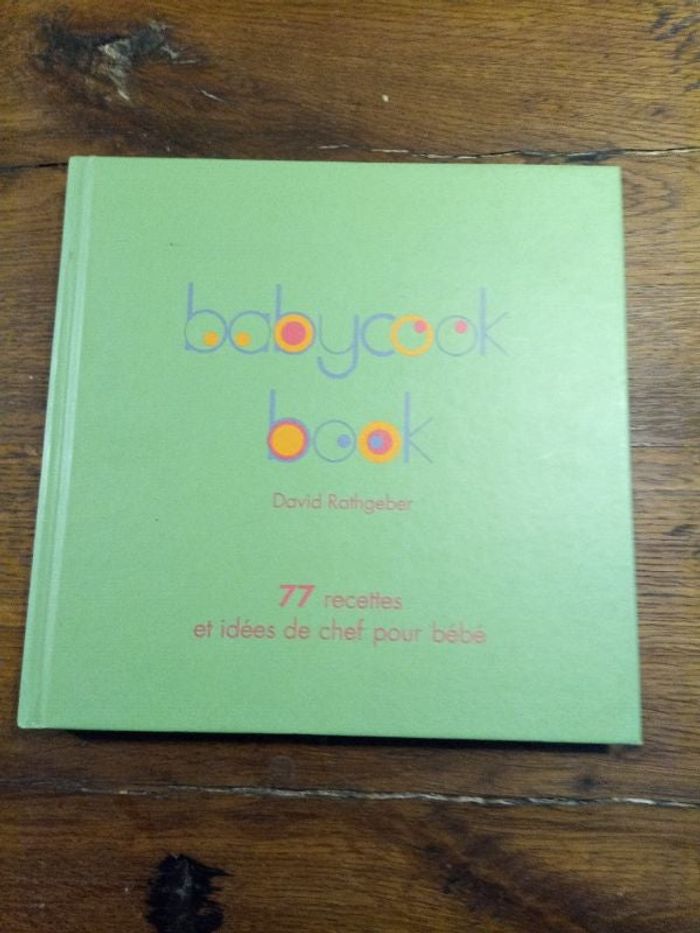 babycook
book
David Rathgeber
77 recettes
et idées de chef pour bébé